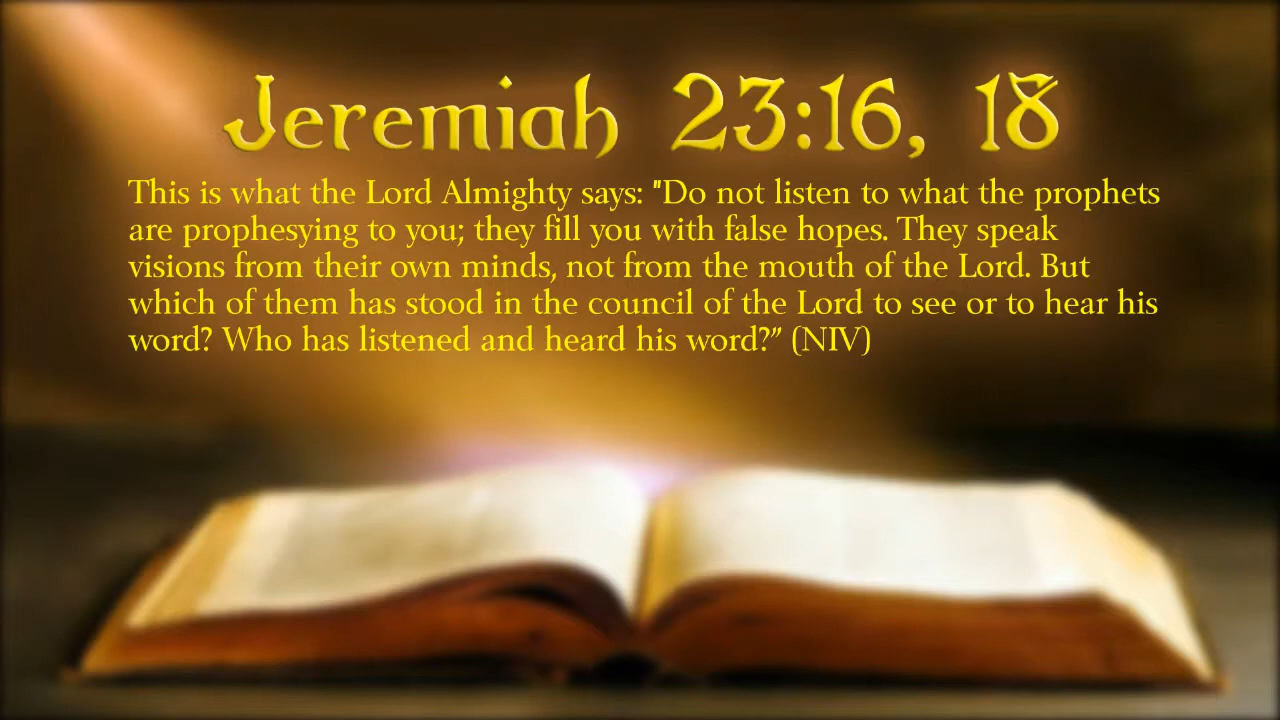 Jeremiah 23:16, 18
This is what the Lord Almighty says: "Do not listen to what the prophets
are prophesying to you; they fill you with false hopes. They speak
visions from their own minds, not from the mouth of the Lord. But
which of them has stood in the council of the Lord to see or to hear his
word? Who has listened and heard his word?” (NIV)